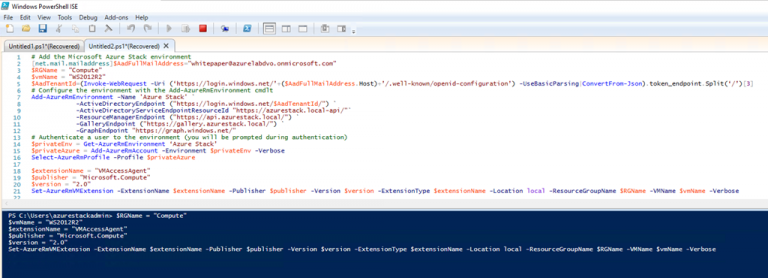 Windows PowerShell ISE
File Edit View Tools Debug Add-ons Help
Untitled1.ps1*(Recovered) Untitled2.ps1*(Recovered) X
1 # Add the Microsoft Azure Stack environment
2 [net.mail.mailaddress]$AadFullMailAddress="whitepaper@azurelabdvo.onmicrosoft.com"
3 $RGName = "Compute"
4 $vmName = "WS2012R2"
5 $AadTenantId=(Invoke-WebRequest -Uri ('https://login.windows.net/'+($AadFullMailAddress.Host)+'/.well-known/openid-configuration') -UseBasicParsing|ConvertFrom-Json).token_endpoint.Split('/')[3]
6 # Configure the environment with the Add-AzureRmEnvironment cmdlt
7 Add-AzureRmEnvironment -Name 'Azure Stack' `
8 -ActiveDirectoryEndpoint ("https://login.windows.net/$AadTenantId/") `
9 -ActiveDirectoryServiceEndpointResourceId "https://azurestack.local-api/"`
10 -ResourceManagerEndpoint ("https://api.azurestack.local/") `
11 -GalleryEndpoint ("https://gallery.azurestack.local/") `
12 -GraphEndpoint "https://graph.windows.net/"
13 # Authenticate a user to the environment (you will be prompted during authentication)
14 $privateEnv = Get-AzureRmEnvironment 'Azure Stack'
15 $privateAzure = Add-AzureRmAccount -Environment $privateEnv -Verbose
16 Select-AzureRmProfile -Profile $privateAzure
17
18 $extensionName = "VMAccessAgent"
19 $publisher = "Microsoft.Compute"
20 $version = "2.0"
21 Set-AzureRmVMExtension -ExtensionName $extensionName -Publisher $publisher -Version $version -ExtensionType $extensionName -Location local -ResourceGroupName $RGName -VMName $vmName -Verbose
22
PS C:\Users\azurestackadmin> $RGName = "Compute"
$vmName = "WS2012R2"
$extensionName = "VMAccessAgent"
$publisher = "Microsoft.Compute"
$version = "2.0"
Set-AzureRmVMExtension -ExtensionName $extensionName -Publisher $publisher -Version $version -ExtensionType $extensionName -Location local -ResourceGroupName $RGName -VMName $vmName -Verbose